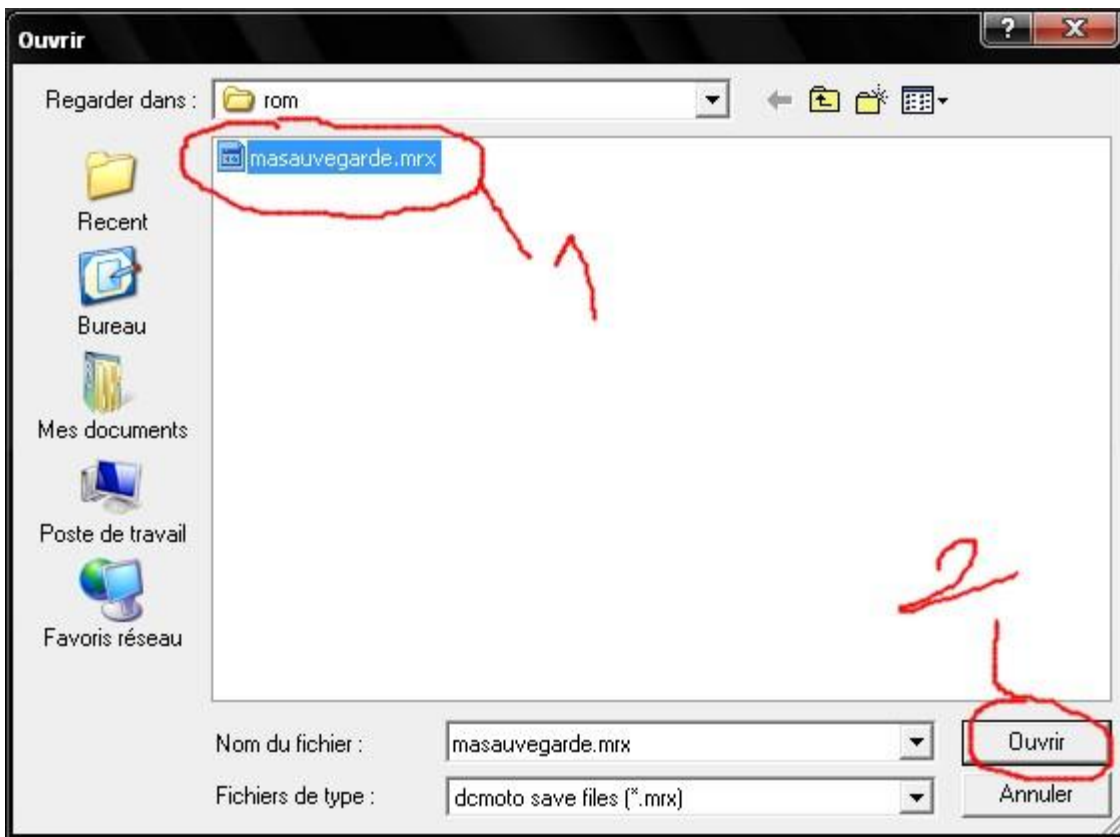 Ouvrir
?
X
Regarder dans :
rom
masauvegarde.mrx
1
Recent
Bureau
Mes documents
Poste de travail
Favoris réseau
2
Nom du fichier :
masauvegarde.mrx
Ouvrir
Fichiers de type :
dcmoto save files (*.mrx)
Annuler